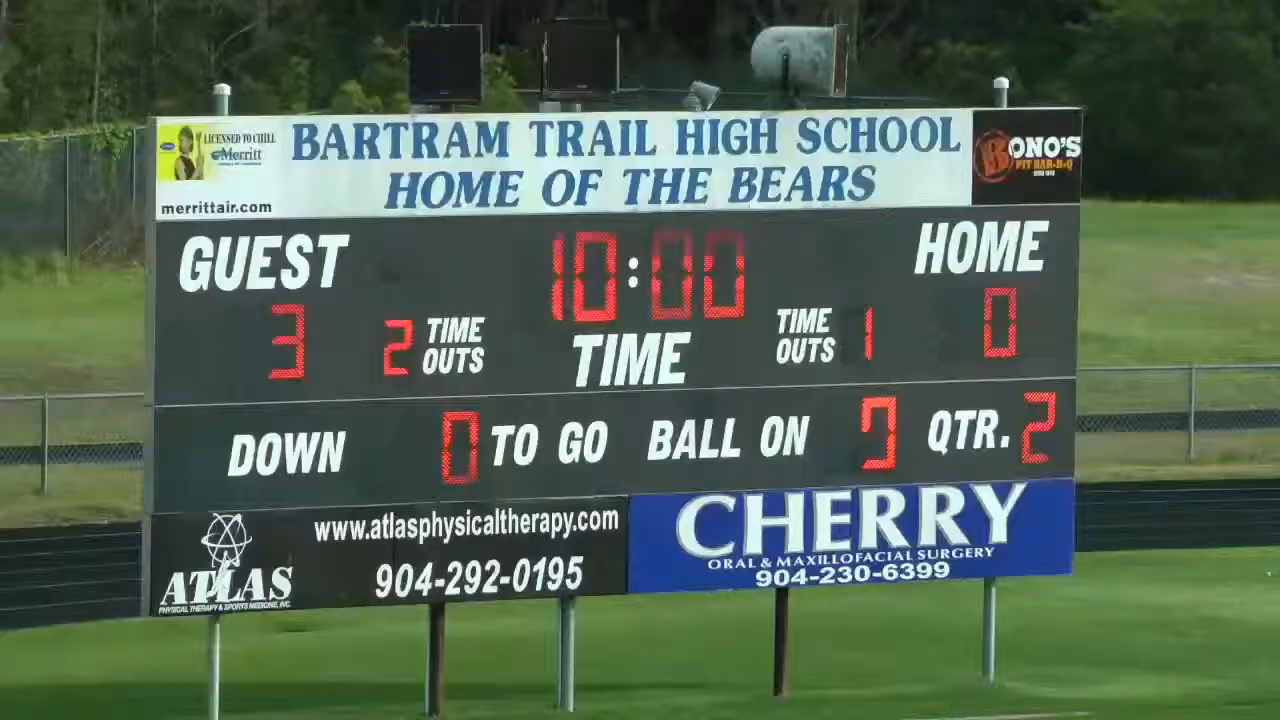 LICENSED TO CHILL
Merritt
merrittair.com
BARTRAM TRAIL HIGH SCHOOL
HOME OF THE BEARS
BONO'S
PIT BAR-B-Q
GUEST
10:00
HOME
3
2
TIME OUTS
TIME
TIME OUTS
1
0
DOWN
0 TO GO
BALL ON
QTR. 2
ATLAS
PHYSICAL THERAPY & SPORTS MEDICINE, INC.
www.atlasphysicaltherapy.com
904-292-0195
CHERRY
ORAL & MAXILLOFACIAL SURGERY
904-230-6399